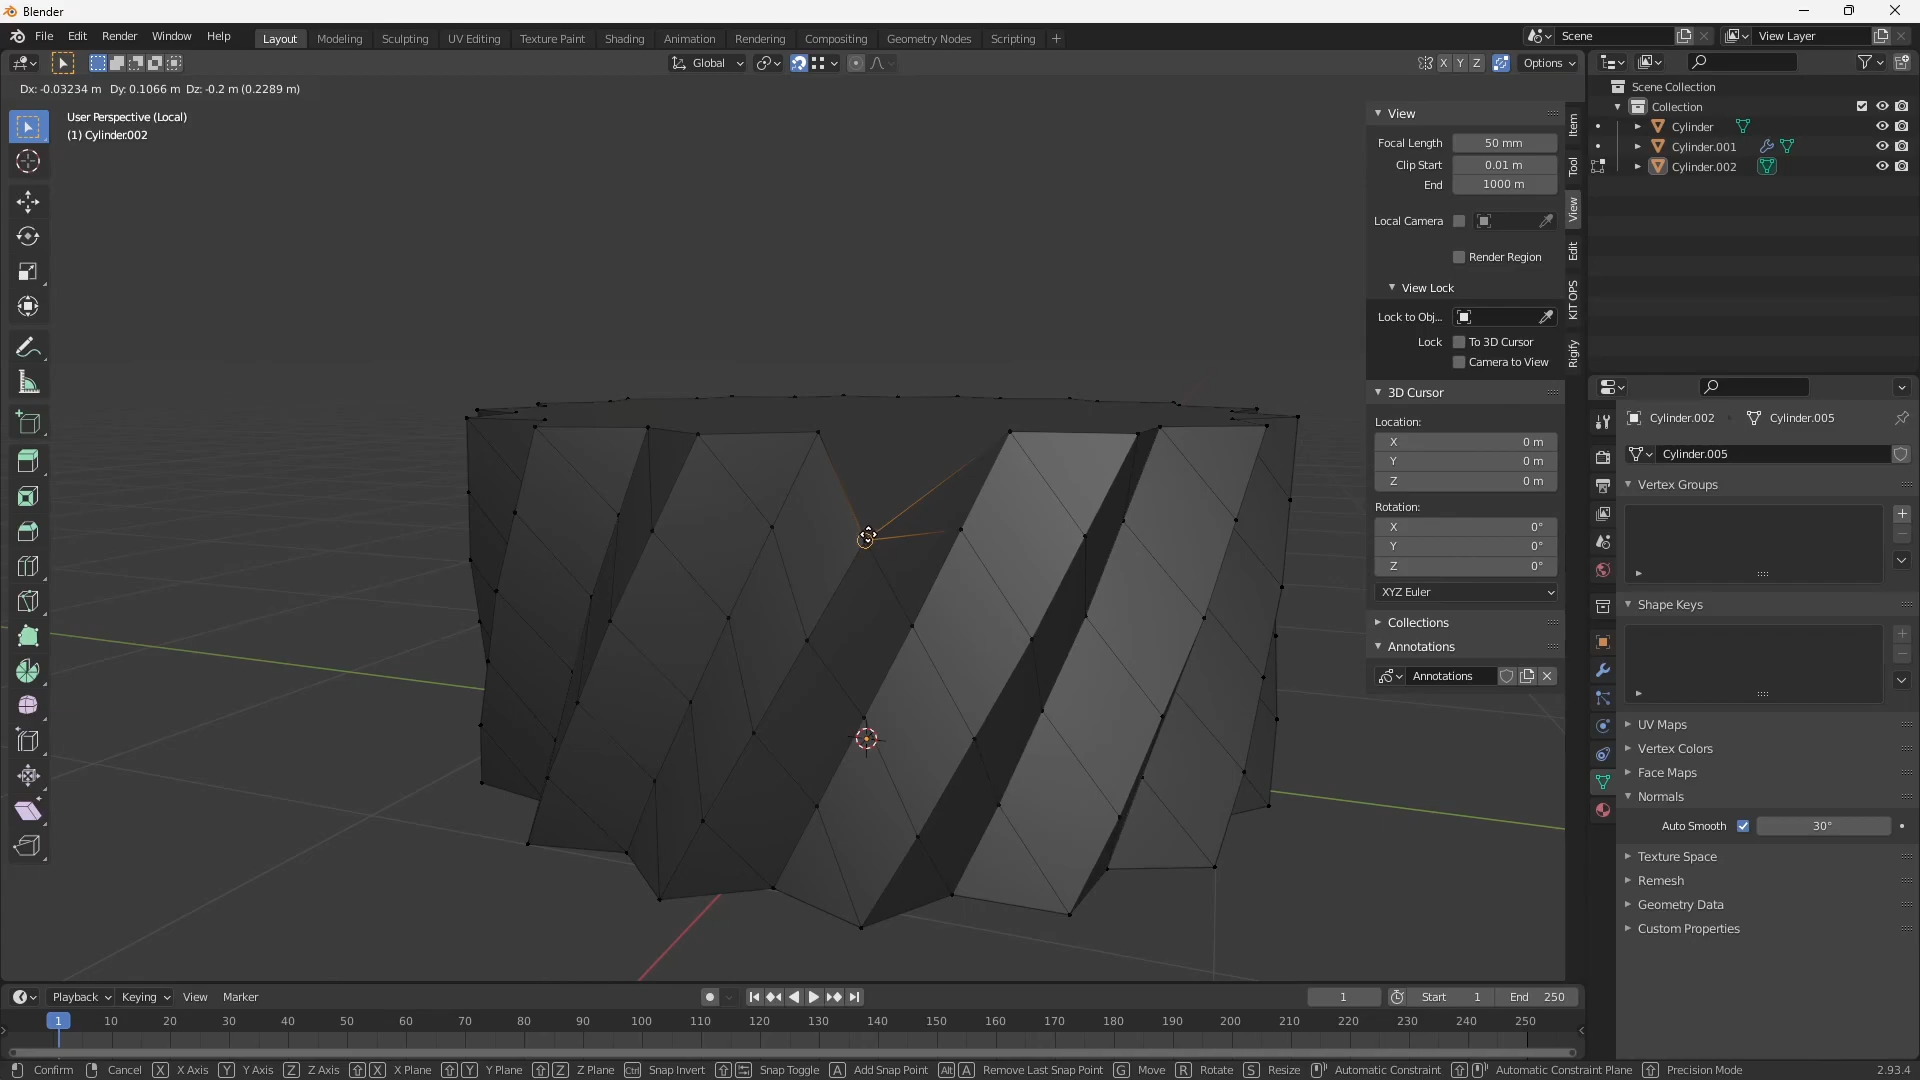 Blender
File Edit Render Window Help Layout Modeling Sculpting UV Editing Texture Paint Shading Animation Rendering Compositing Geometry Nodes Scripting + Scene View Layer
Global X Y Z Options
Dx: -0.03234 m Dy: 0.1066 m Dz: -0.2 m (0.2289 m)
User Perspective (Local)
(1) Cylinder.002
View
Focal Length 50 mm
Clip Start 0.01 m
End 1000 m
Local Camera
Render Region
View Lock
Lock to Obj...
Lock To 3D Cursor
Camera to View
3D Cursor
Location:
X 0 m
Y 0 m
Z 0 m
Rotation:
X 0°
Y 0°
Z 0°
XYZ Euler
Collections
Annotations
Annotations
Item
Tool
View
Edit
KIT OPS
Rigify
Scene Collection
Collection
Cylinder
Cylinder.001
Cylinder.002
Cylinder.002 Cylinder.005
Cylinder.005
Vertex Groups
Shape Keys
UV Maps
Vertex Colors
Face Maps
Normals
Auto Smooth 30°
Texture Space
Remesh
Geometry Data
Custom Properties
Playback Keying View Marker 1 Start 1 End 250
1 10 20 30 40 50 60 70 80 90 100 110 120 130 140 150 160 170 180 190 200 210 220 230 240 250
Confirm Cancel X X Axis Y Y Axis Z Z Axis X X Plane Y Y Plane Z Z Plane Ctrl Snap Invert Snap Toggle A Add Snap Point Alt A Remove Last Snap Point G Move R Rotate S Resize Automatic Constraint Automatic Constraint Plane Precision Mode 2.93.4